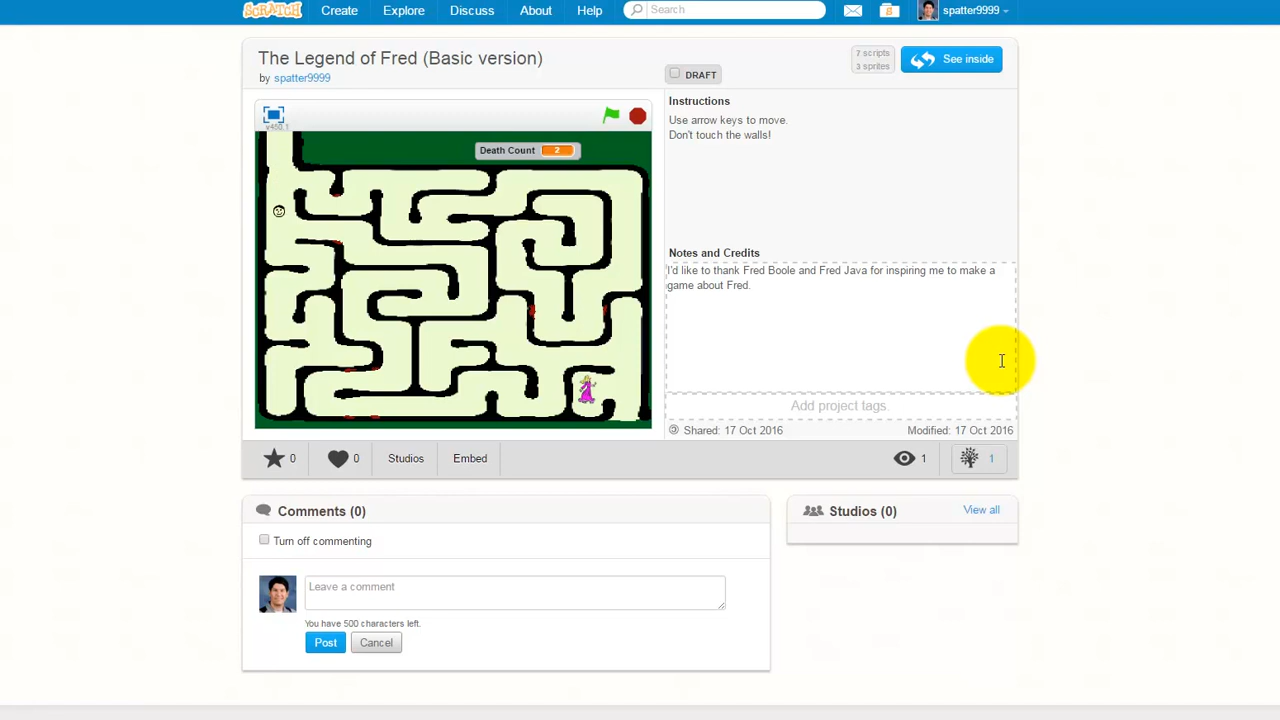 SCRATCH Create Explore Discuss About Help Search spatter9999
The Legend of Fred (Basic version)
by spatter9999
DRAFT
7 scripts
3 sprites
See inside
v450.1
Death Count 2
Instructions
Use arrow keys to move.
Don't touch the walls!
Notes and Credits
I'd like to thank Fred Boole and Fred Java for inspiring me to make a
game about Fred.
Add project tags.
Shared: 17 Oct 2016 Modified: 17 Oct 2016
0 0 Studios Embed 1 1
Comments (0)
Turn off commenting
Leave a comment
You have 500 characters left.
Post Cancel
Studios (0) View all